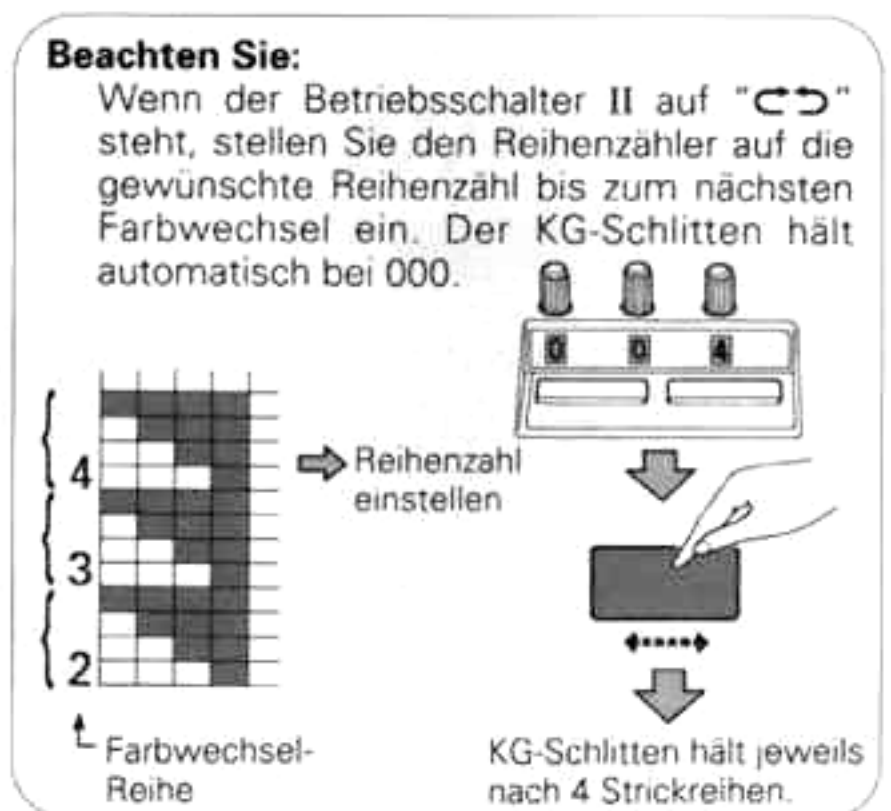 Beachten Sie:
Wenn der Betriebsschalter II auf "⊂⊃"
steht, stellen Sie den Reihenzähler auf die
gewünschte Reihenzähl bis zum nächsten
Farbwechsel ein. Der KG-Schlitten hält
automatisch bei 000.
0 0 4
4
3
2
Reihenzahl
einstellen
Farbwechsel-
Reihe
KG-Schlitten hält jeweils
nach 4 Strickreihen.